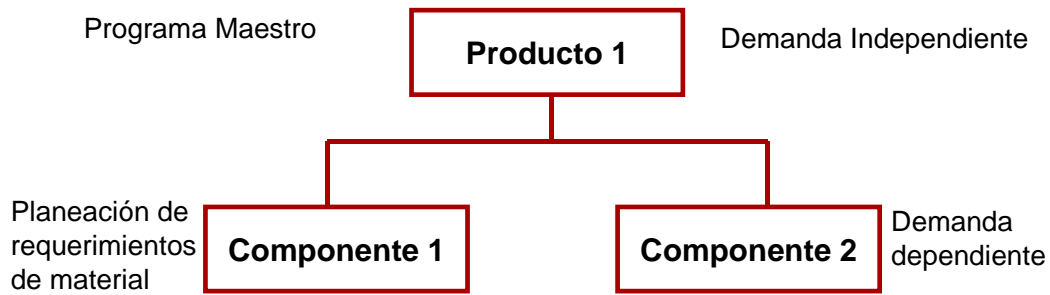 Programa Maestro
Producto 1
Demanda Independiente
Planeación de
requerimientos
de material
Componente 1
Componente 2
Demanda
dependiente